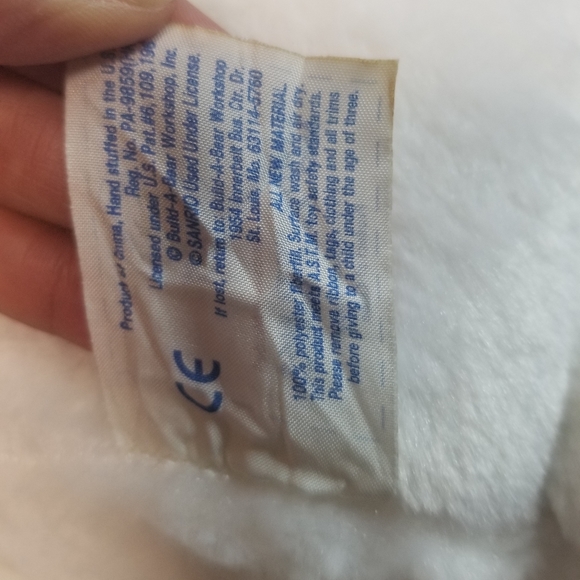 Product of China, Hand stuffed in the U
Reg. No. PA-9859
Licensed under U.S. Pat.#6,109,196
© Build-A-Bear Workshop, Inc.
©SANRIO Used Under License.
If lost, return to: Build-A-Bear Workshop
1954 Innerbelt Bus. Ctr. Dr.
St. Louis, Mo. 63114-5760
ALL NEW MATERIAL
100% polyester fiberfill. Surface wash and air dry.
This product meets A.S.T.M. toy safety standards.
Please remove ribbon, tags, clothing and all trims
before giving to a child under the age of three.
CE